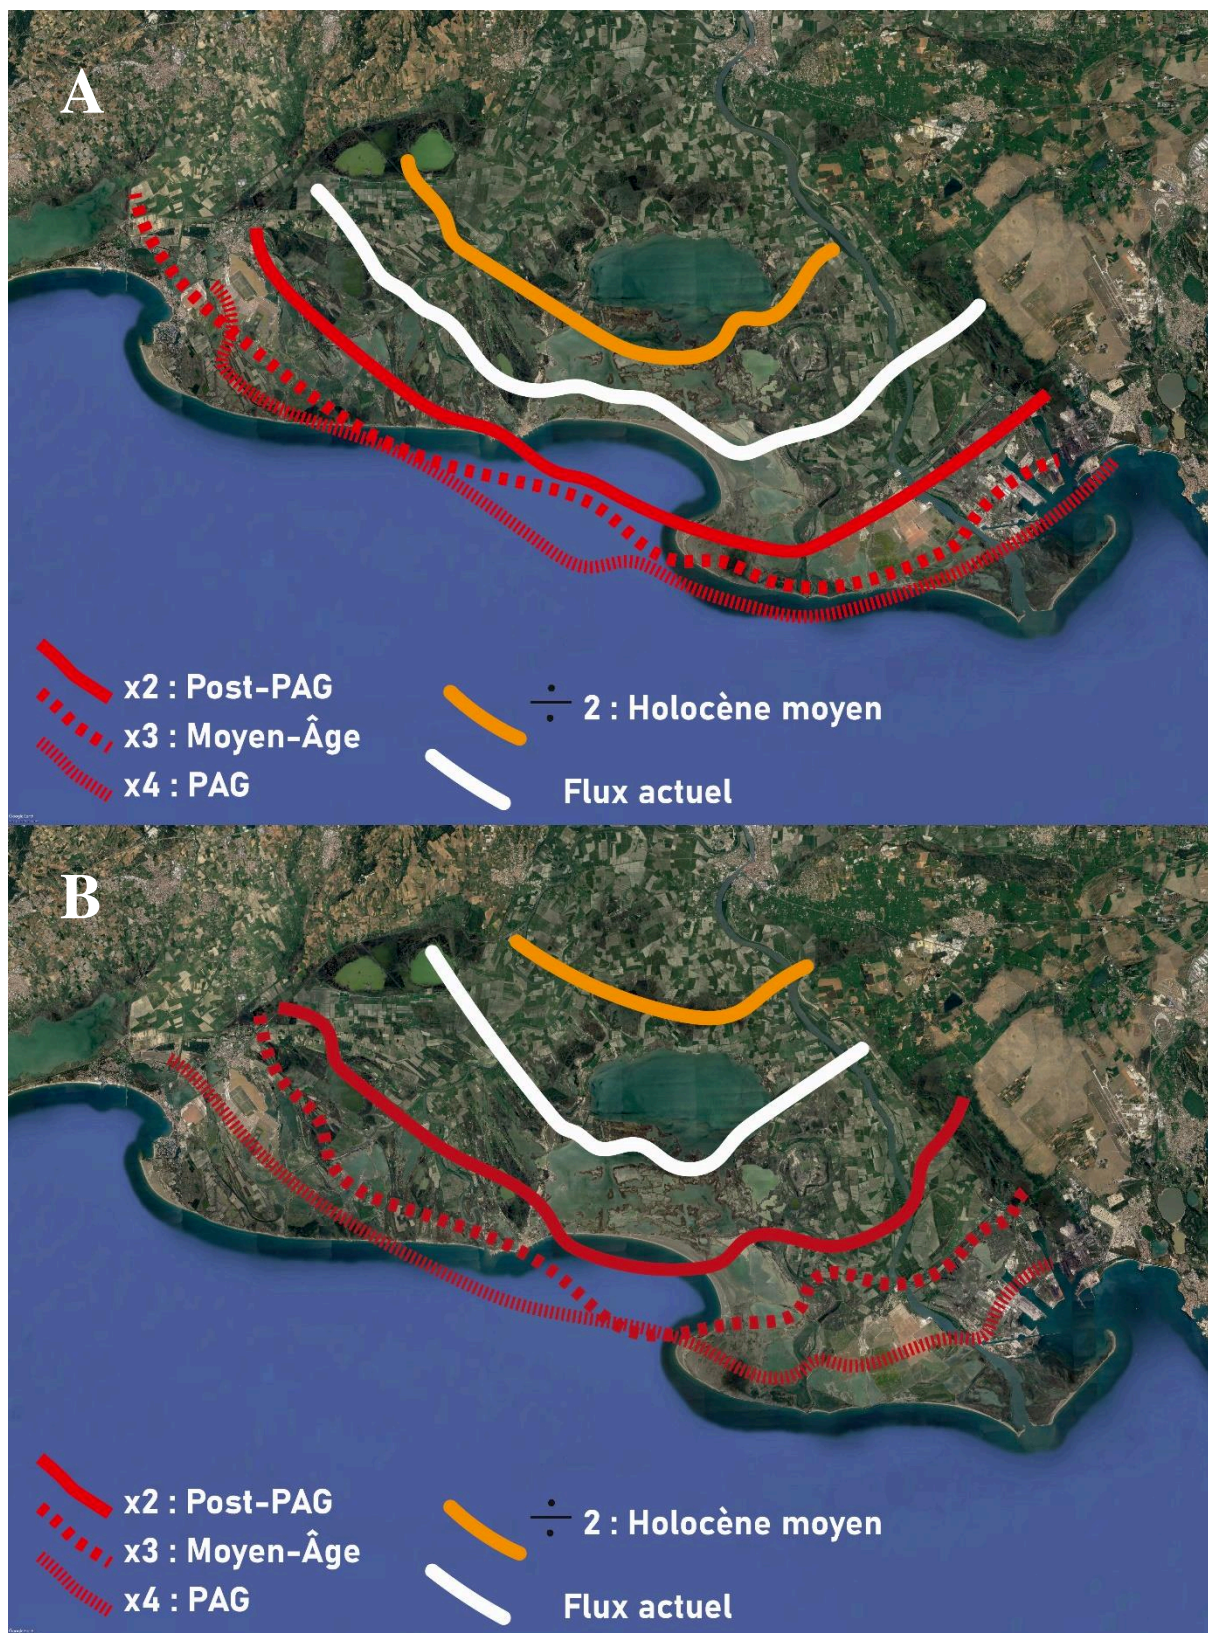 A
x2 : Post-PAG
÷ 2 : Holocène moyen
x3 : Moyen-Âge
x4 : PAG
Flux actuel
B
x2 : Post-PAG
÷ 2 : Holocène moyen
x3 : Moyen-Âge
x4 : PAG
Flux actuel